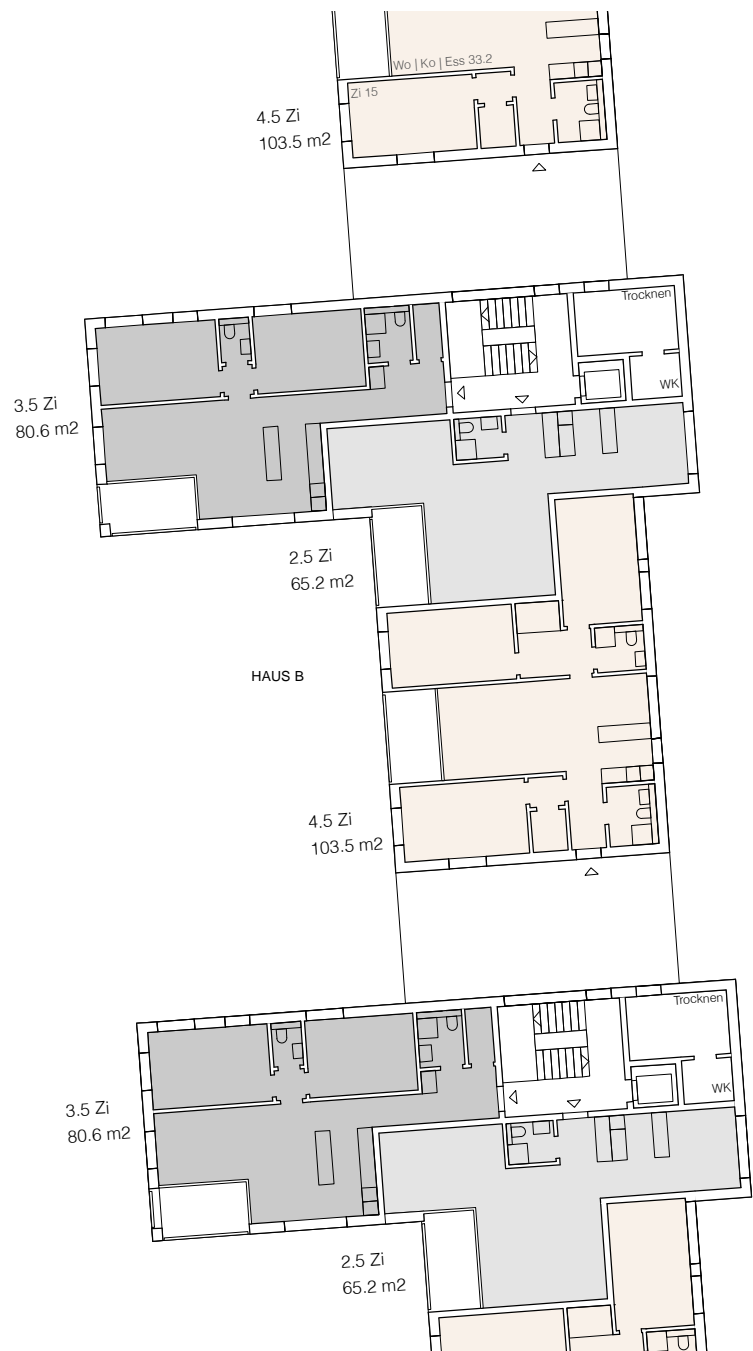 Wo | Ko | Ess 33.2
Zi 15
4.5 Zi
103.5 m2
Trocknen
WK
3.5 Zi
80.6 m2
2.5 Zi
65.2 m2
HAUS B
4.5 Zi
103.5 m2
Trocknen
WK
3.5 Zi
80.6 m2
2.5 Zi
65.2 m2